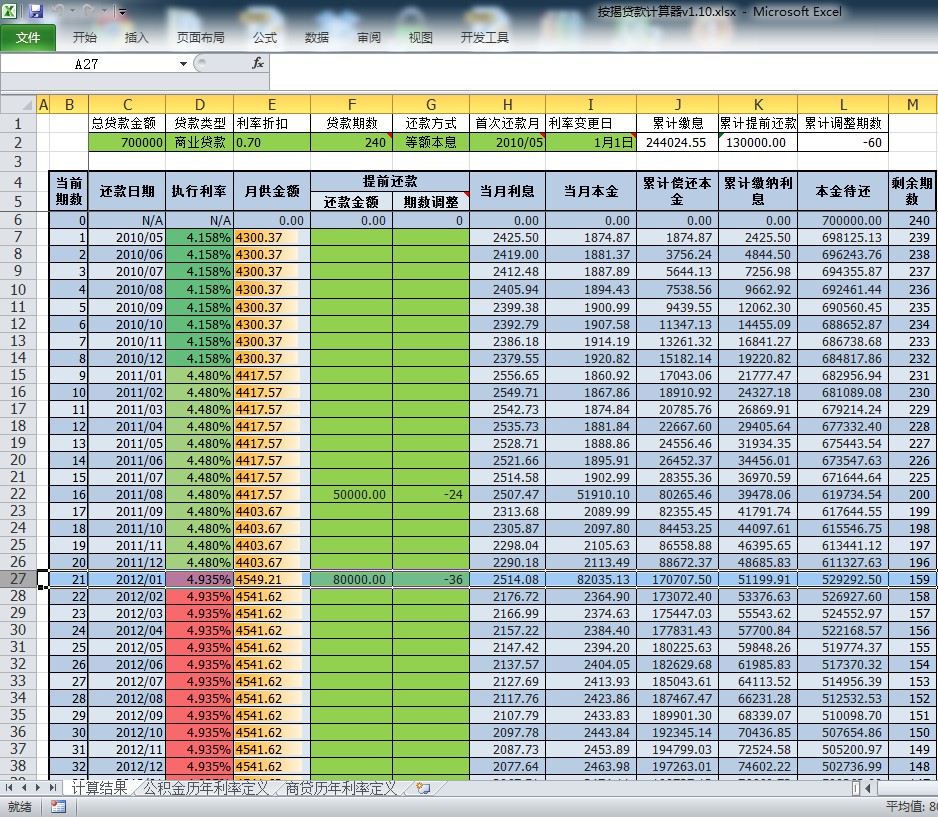 按揭贷款计算器v1.10.xlsx - Microsoft Excel
文件 开始 插入 页面布局 公式 数据 审阅 视图 开发工具
A27 fx
A B C D E F G H I J K L M
1 总贷款金额 贷款类型 利率折扣 贷款期数 还款方式 首次还款月 利率变更日 累计缴息 累计提前还款 累计调整期数
2 700000 商业贷款 0.70 240 等额本息 2010/05 1月1日 244024.55 130000.00 -60
3
4 当前期数 还款日期 执行利率 月供金额 提前还款 当月利息 当月本金 累计偿还本金 累计缴纳利息 本金待还 剩余期数
5 还款金额 期数调整
6 0 N/A N/A 0.00 0.00 0 0.00 0.00 0.00 0.00 700000.00 240
7 1 2010/05 4.158% 4300.37 2425.50 1874.87 1874.87 2425.50 698125.13 239
8 2 2010/06 4.158% 4300.37 2419.00 1881.37 3756.24 4844.50 696243.76 238
9 3 2010/07 4.158% 4300.37 2412.48 1887.89 5644.13 7256.98 694355.87 237
10 4 2010/08 4.158% 4300.37 2405.94 1894.43 7538.56 9662.92 692461.44 236
11 5 2010/09 4.158% 4300.37 2399.38 1900.99 9439.55 12062.30 690560.45 235
12 6 2010/10 4.158% 4300.37 2392.79 1907.58 11347.13 14455.09 688652.87 234
13 7 2010/11 4.158% 4300.37 2386.18 1914.19 13261.32 16841.27 686738.68 233
14 8 2010/12 4.158% 4300.37 2379.55 1920.82 15182.14 19220.82 684817.86 232
15 9 2011/01 4.480% 4417.57 2556.65 1860.92 17043.06 21777.47 682956.94 231
16 10 2011/02 4.480% 4417.57 2549.71 1867.86 18910.92 24327.18 681089.08 230
17 11 2011/03 4.480% 4417.57 2542.73 1874.84 20785.76 26869.91 679214.24 229
18 12 2011/04 4.480% 4417.57 2535.73 1881.84 22667.60 29405.64 677332.40 228
19 13 2011/05 4.480% 4417.57 2528.71 1888.86 24556.46 31934.35 675443.54 227
20 14 2011/06 4.480% 4417.57 2521.66 1895.91 26452.37 34456.01 673547.63 226
21 15 2011/07 4.480% 4417.57 2514.58 1902.99 28355.36 36970.59 671644.64 225
22 16 2011/08 4.480% 4417.57 50000.00 -24 2507.47 51910.10 80265.46 39478.06 619734.54 200
23 17 2011/09 4.480% 4403.67 2313.68 2089.99 82355.45 41791.74 617644.55 199
24 18 2011/10 4.480% 4403.67 2305.87 2097.80 84453.25 44097.61 615546.75 198
25 19 2011/11 4.480% 4403.67 2298.04 2105.63 86558.88 46395.65 613441.12 197
26 20 2011/12 4.480% 4403.67 2290.18 2113.49 88672.37 48685.83 611327.63 196
27 21 2012/01 4.935% 4549.21 80000.00 -36 2514.08 82035.13 170707.50 51199.91 529292.50 159
28 22 2012/02 4.935% 4541.62 2176.72 2364.90 173072.40 53376.63 526927.60 158
29 23 2012/03 4.935% 4541.62 2166.99 2374.63 175447.03 55543.62 524552.97 157
30 24 2012/04 4.935% 4541.62 2157.22 2384.40 177831.43 57700.84 522168.57 156
31 25 2012/05 4.935% 4541.62 2147.42 2394.20 180225.63 59848.26 519774.37 155
32 26 2012/06 4.935% 4541.62 2137.57 2404.05 182629.68 61985.83 517370.32 154
33 27 2012/07 4.935% 4541.62 2127.69 2413.93 185043.61 64113.52 514956.39 153
34 28 2012/08 4.935% 4541.62 2117.76 2423.86 187467.47 66231.28 512532.53 152
35 29 2012/09 4.935% 4541.62 2107.79 2433.83 189901.30 68339.07 510098.70 151
36 30 2012/10 4.935% 4541.62 2097.78 2443.84 192345.14 70436.85 507654.86 150
37 31 2012/11 4.935% 4541.62 2087.73 2453.89 194799.03 72524.58 505200.97 149
38 32 2012/12 4.935% 4541.62 2077.64 2463.98 197263.01 74602.22 502736.99 148
计算结果 公积金历年利率定义 商贷历年利率定义
就绪 平均值: 80